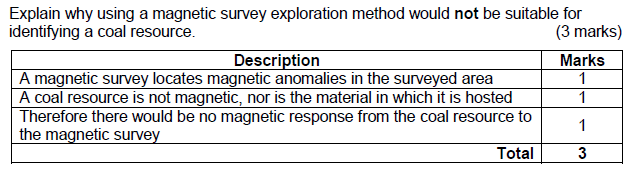 Explain why using a magnetic survey exploration method would not be suitable for
identifying a coal resource. (3 marks)
Description Marks
A magnetic survey locates magnetic anomalies in the surveyed area 1
A coal resource is not magnetic, nor is the material in which it is hosted 1
Therefore there would be no magnetic response from the coal resource to
the magnetic survey 1
Total 3